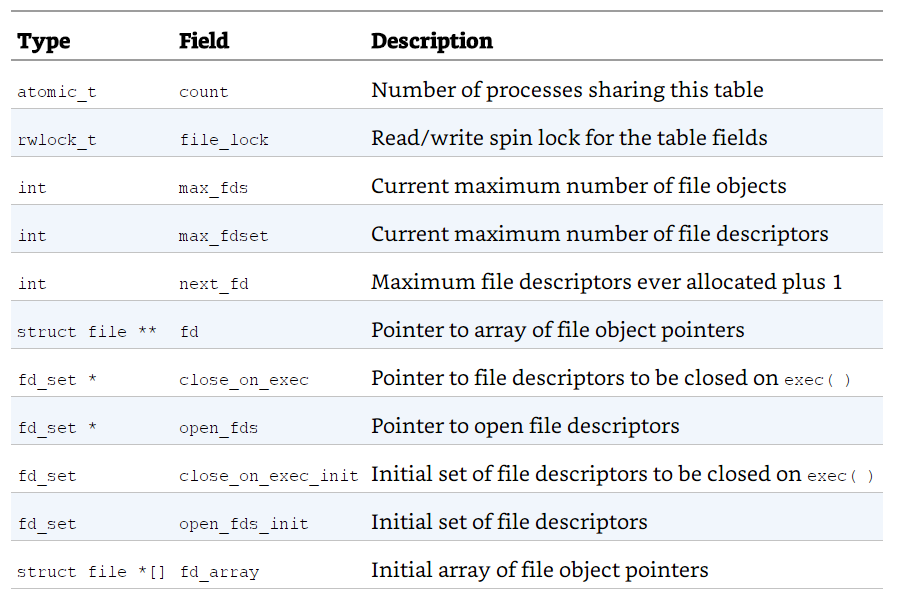 Type Field Description
atomic_t count Number of processes sharing this table
rwlock_t file_lock Read/write spin lock for the table fields
int max_fds Current maximum number of file objects
int max_fdset Current maximum number of file descriptors
int next_fd Maximum file descriptors ever allocated plus 1
struct file ** fd Pointer to array of file object pointers
fd_set * close_on_exec Pointer to file descriptors to be closed on exec( )
fd_set * open_fds Pointer to open file descriptors
fd_set close_on_exec_init Initial set of file descriptors to be closed on exec( )
fd_set open_fds_init Initial set of file descriptors
struct file *[] fd_array Initial array of file object pointers